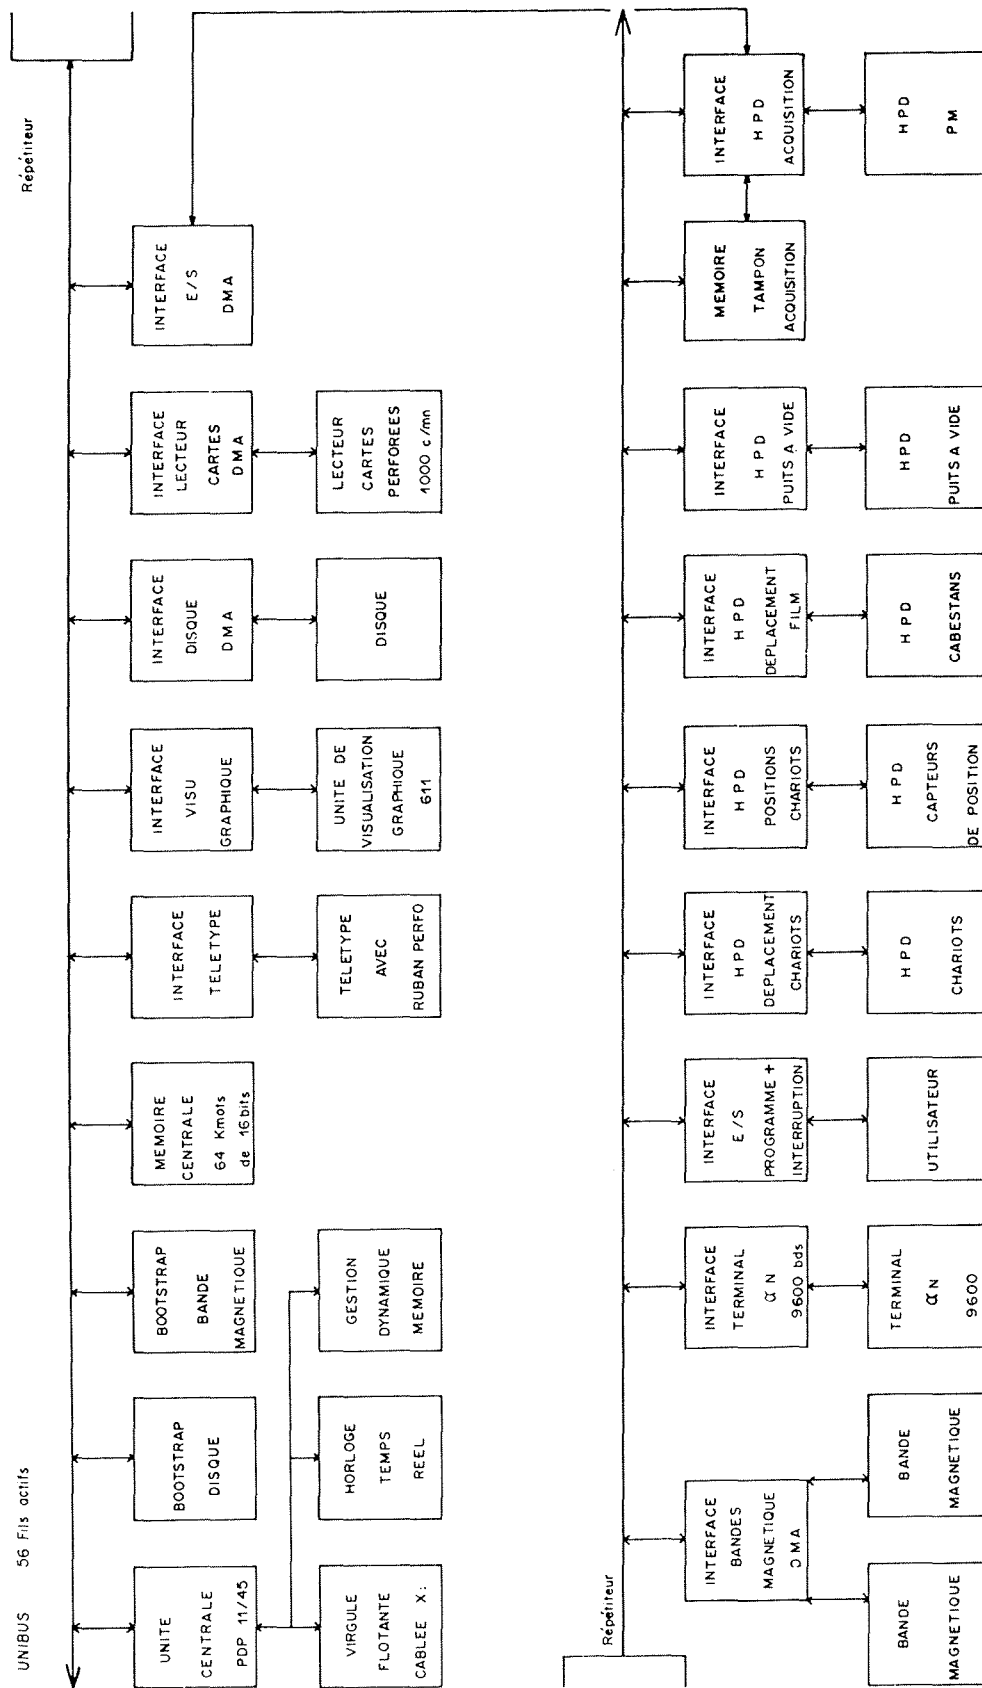 UNIBUS 56 Fils actifs
Répétiteur
UNITE
CENTRALE
PDP 11/45
BOOTSTRAP
DISQUE
BOOTSTRAP
BANDE
MAGNETIQUE
MEMOIRE
CENTRALE
64 Kmots
de 16 bits
INTERFACE
TELETYPE
INTERFACE
VISU
GRAPHIQUE
INTERFACE
DISQUE
DMA
INTERFACE
LECTEUR
CARTES
DMA
INTERFACE
E/S
DMA
VIRGULE
FLOTANTE
CABLEE X:
HORLOGE
TEMPS
REEL
GESTION
DYNAMIQUE
MEMOIRE
TELETYPE
AVEC
RUBAN PERFO
UNITE DE
VISUALISATION
GRAPHIQUE
611
DISQUE
LECTEUR
CARTES
PERFOREES
1000 c/mn
Répétiteur
INTERFACE
BANDES
MAGNETIQUE
DMA
INTERFACE
TERMINAL
α N
9600 bds
INTERFACE
E/S
PROGRAMME +
INTERRUPTION
INTERFACE
HPD
DEPLACEMENT
CHARIOTS
INTERFACE
HPD
POSITIONS
CHARIOTS
INTERFACE
HPD
DEPLACEMENT
FILM
INTERFACE
HPD
PUITS A VIDE
MEMOIRE
TAMPON
ACQUISITION
INTERFACE
HPD
ACQUISITION
BANDE
MAGNETIQUE
BANDE
MAGNETIQUE
TERMINAL
α N
9600
UTILISATEUR
HPD
CHARIOTS
HPD
CAPTEURS
DE POSITION
HPD
CABESTANS
HPD
PUITS A VIDE
HPD
PM